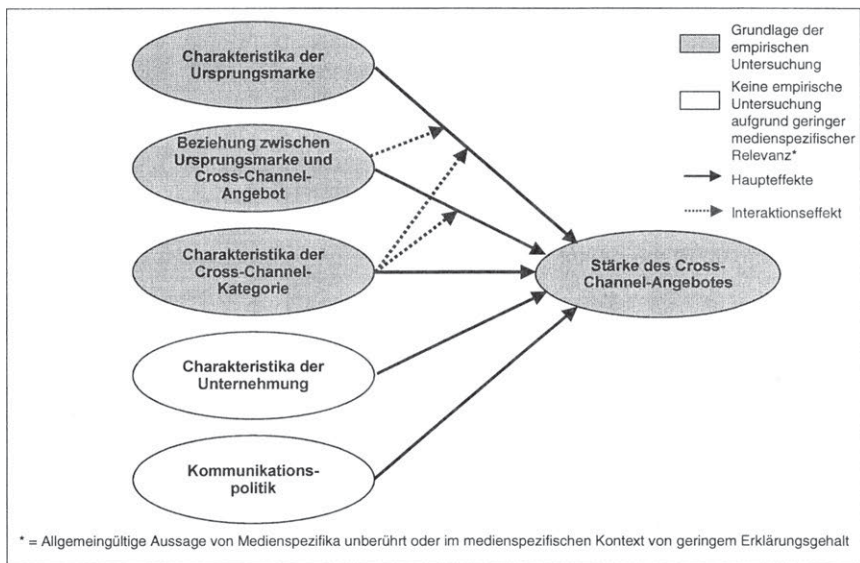 Charakteristika der
Ursprungsmarke
Beziehung zwischen
Ursprungsmarke und
Cross-Channel-
Angebot
Charakteristika der
Cross-Channel-
Kategorie
Charakteristika der
Unternehmung
Kommunikations-
politik
Stärke des Cross-
Channel-Angebotes
Grundlage der
empirischen
Untersuchung
Keine empirische
Untersuchung
aufgrund geringer
medienspezifischer
Relevanz*
Haupteffekte
Interaktionseffekt
* = Allgemeingültige Aussage von Medienspezifika unberührt oder im medienspezifischen Kontext von geringem Erklärungsgehalt